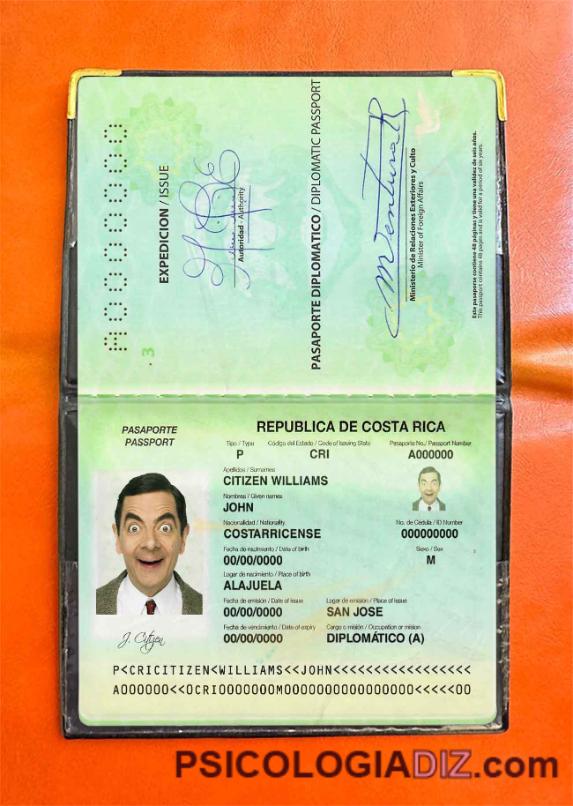 A000000
3
EXPEDICION / ISSUE
Autoridad - Authority
PASAPORTE DIPLOMATICO / DIPLOMATIC PASSPORT
Ministerio de Relaciones Exteriores y Culto
Minister of Foreign Affairs
Este pasaporte contiene 48 páginas y tiene una validez de seis años.
This passport contains 48 pages and is valid for a period of six years.
PASAPORTE
PASSPORT
REPUBLICA DE COSTA RICA
Tipo / Type Código del Estado / Code of Issuing State Pasaporte No./ Passport Number
P CRI A000000
Apellidos / Surnames
CITIZEN WILLIAMS
Nombres / Given names
JOHN
Nacionalidad / Nationality No. de Cédula / ID Number
COSTARRICENSE 000000000
Fecha de nacimiento / Date of birth Sexo / Sex
00/00/0000 M
Lugar de nacimiento / Place of birth
ALAJUELA
Fecha de emisión / Date of issue Lugar de emisión / Place of issue
00/00/0000 SAN JOSE
Fecha de vencimiento / Date of expiry Cargo o misión / Occupation or mision
00/00/0000 DIPLOMÁTICO (A)
J. Citizen
P<CRICITIZEN<WILLIAMS<<JOHN<<<<<<<<<<<<<<<<<
A000000<<0CRI0000000M0000000000000000<<<<<00
PSICOLOGIADIZ.com